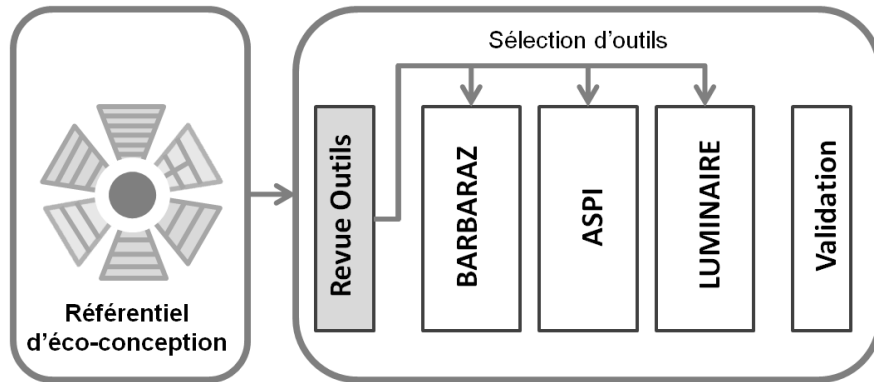 Référentiel
d'éco-conception
Sélection d'outils
Revue Outils
BARBARAZ
ASPI
LUMINAIRE
Validation